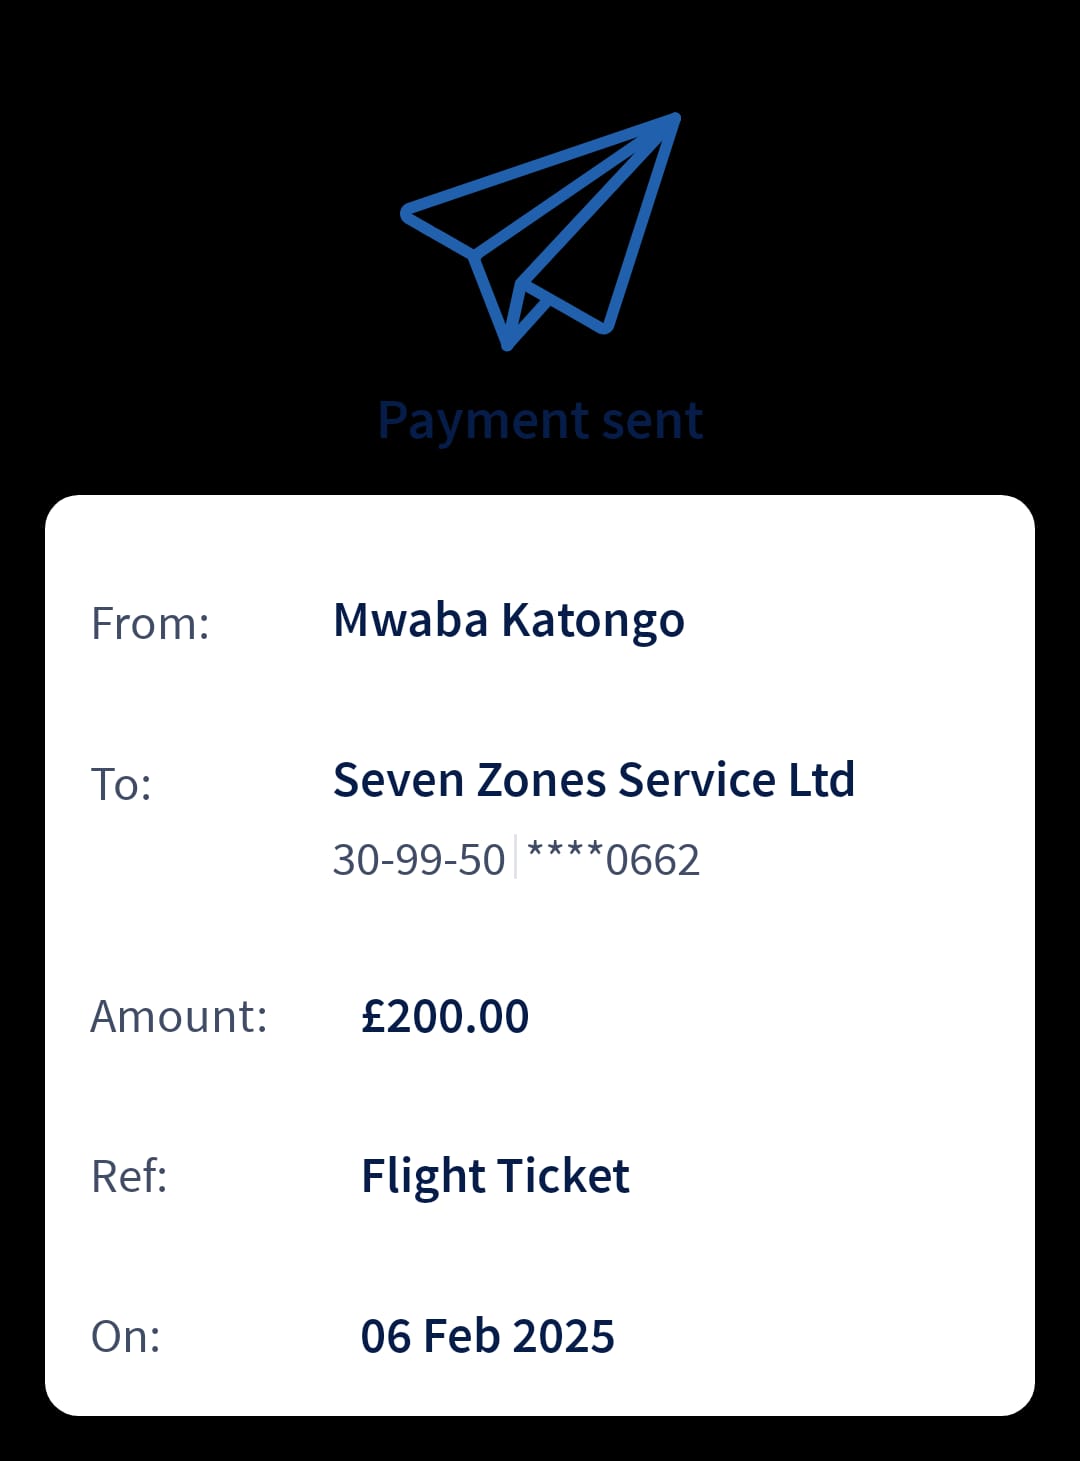 Payment sent
From: Mwaba Katongo
To: Seven Zones Service Ltd
30-99-50 ****0662
Amount: £200.00
Ref: Flight Ticket
On: 06 Feb 2025